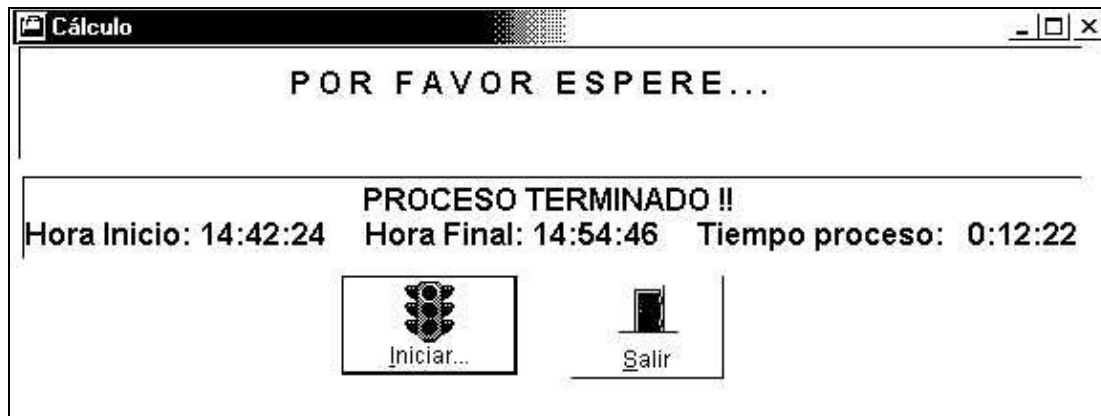 Cálculo
POR FAVOR ESPERE...
PROCESO TERMINADO !!
Hora Inicio: 14:42:24 Hora Final: 14:54:46 Tiempo proceso: 0:12:22
Iniciar...
Salir